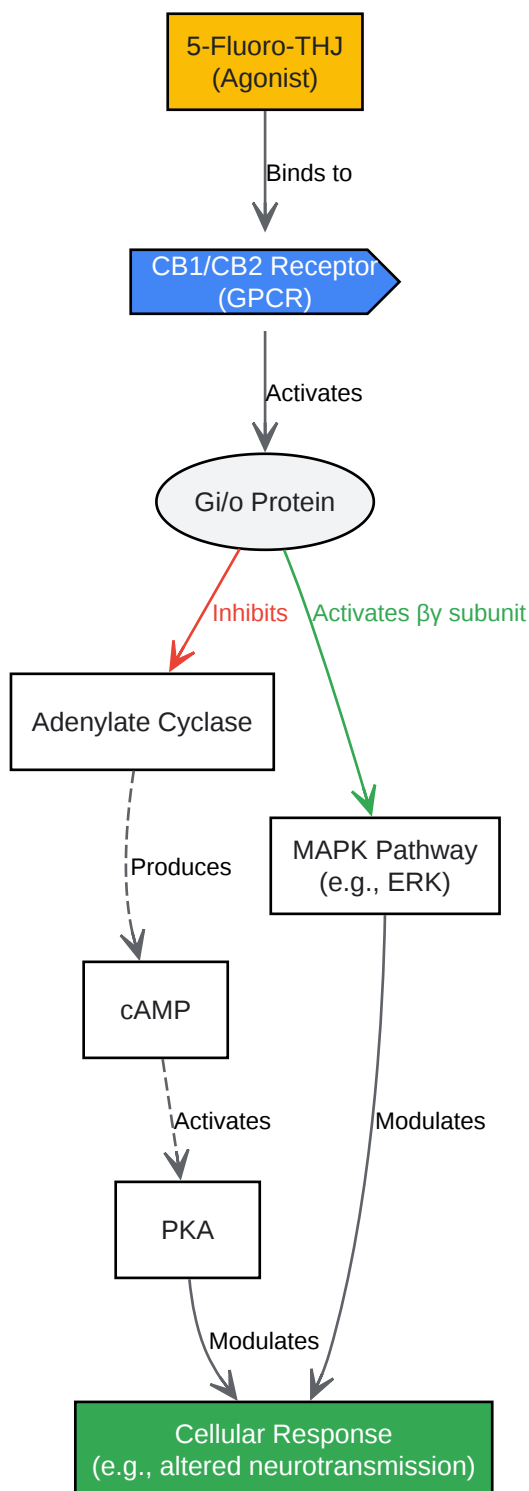 5-Fluoro-THJ
(Agonist)
Binds to
CB1/CB2 Receptor
(GPCR)
Activates
Gi/o Protein
Inhibits
Activates βγ subunit
Adenylate Cyclase
Produces
MAPK Pathway
(e.g., ERK)
cAMP
Activates
Modulates
PKA
Modulates
Cellular Response
(e.g., altered neurotransmission)